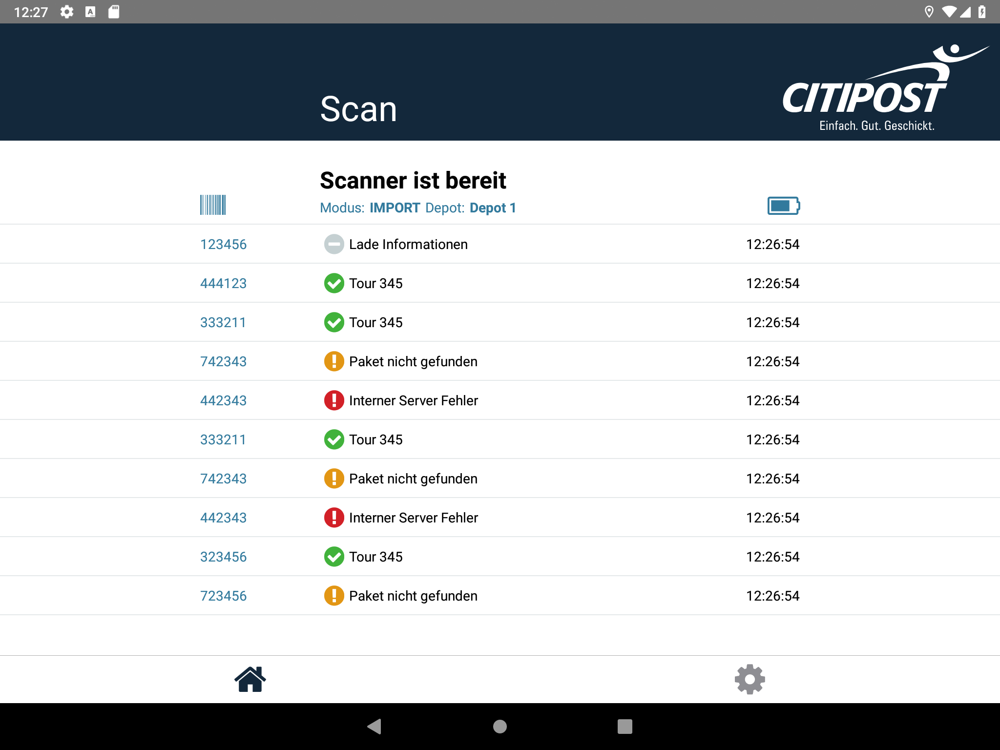 12:27
Scan
CITIPOST
Einfach. Gut. Geschickt.
Scanner ist bereit
Modus: IMPORT Depot: Depot 1
123456 Lade Informationen 12:26:54
444123 Tour 345 12:26:54
333211 Tour 345 12:26:54
742343 Paket nicht gefunden 12:26:54
442343 Interner Server Fehler 12:26:54
333211 Tour 345 12:26:54
742343 Paket nicht gefunden 12:26:54
442343 Interner Server Fehler 12:26:54
323456 Tour 345 12:26:54
723456 Paket nicht gefunden 12:26:54